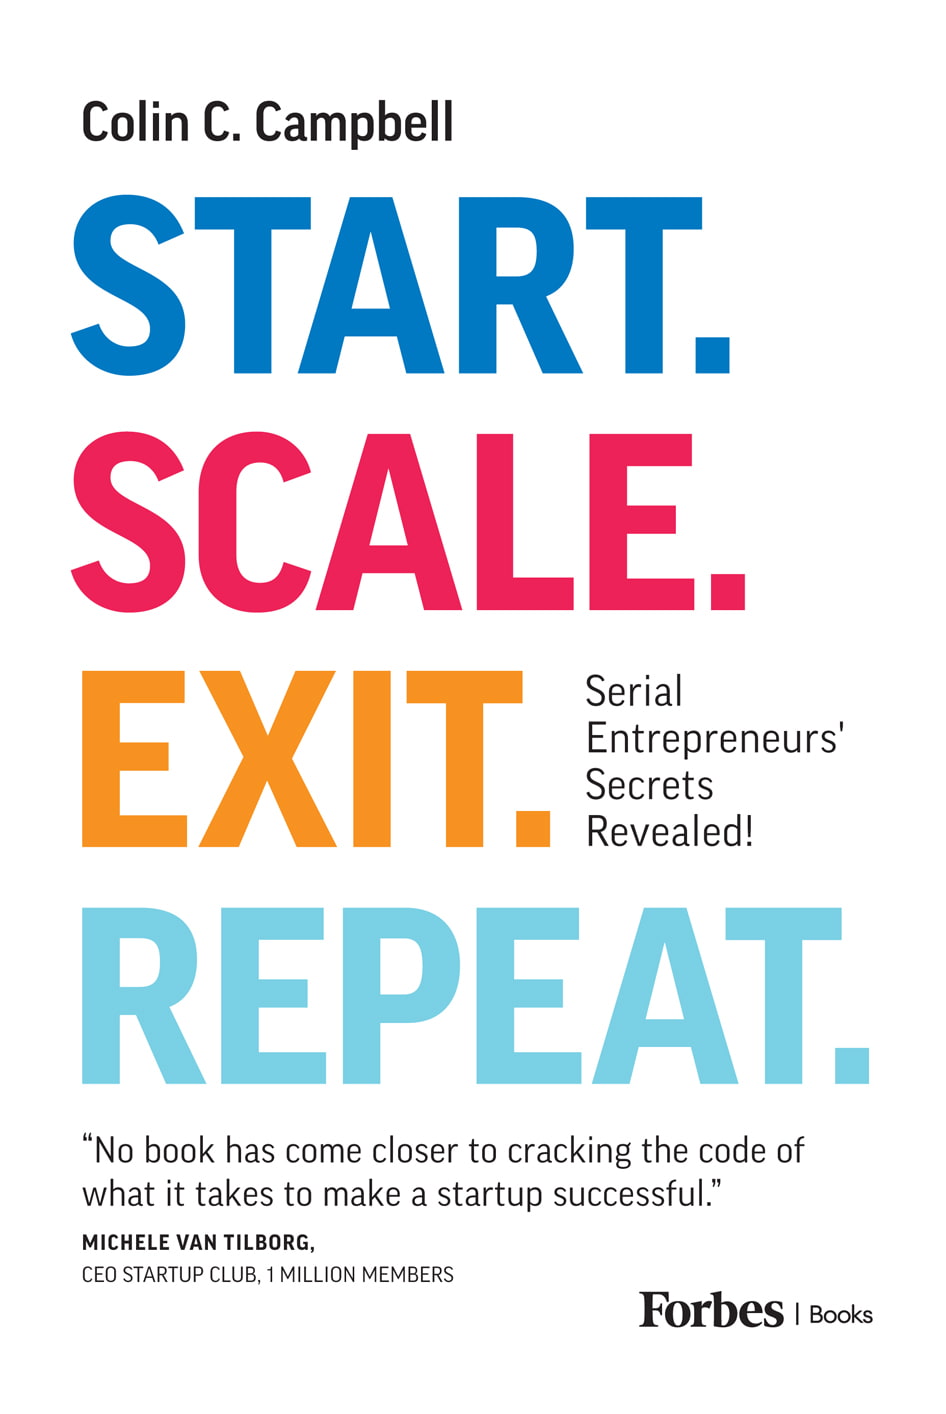 Colin C. Campbell
START.
SCALE.
EXIT.
Serial
Entrepreneurs'
Secrets
Revealed!
REPEAT.
“No book has come closer to cracking the code of
what it takes to make a startup successful.”
MICHELE VAN TILBORG,
CEO STARTUP CLUB, 1 MILLION MEMBERS
Forbes | Books